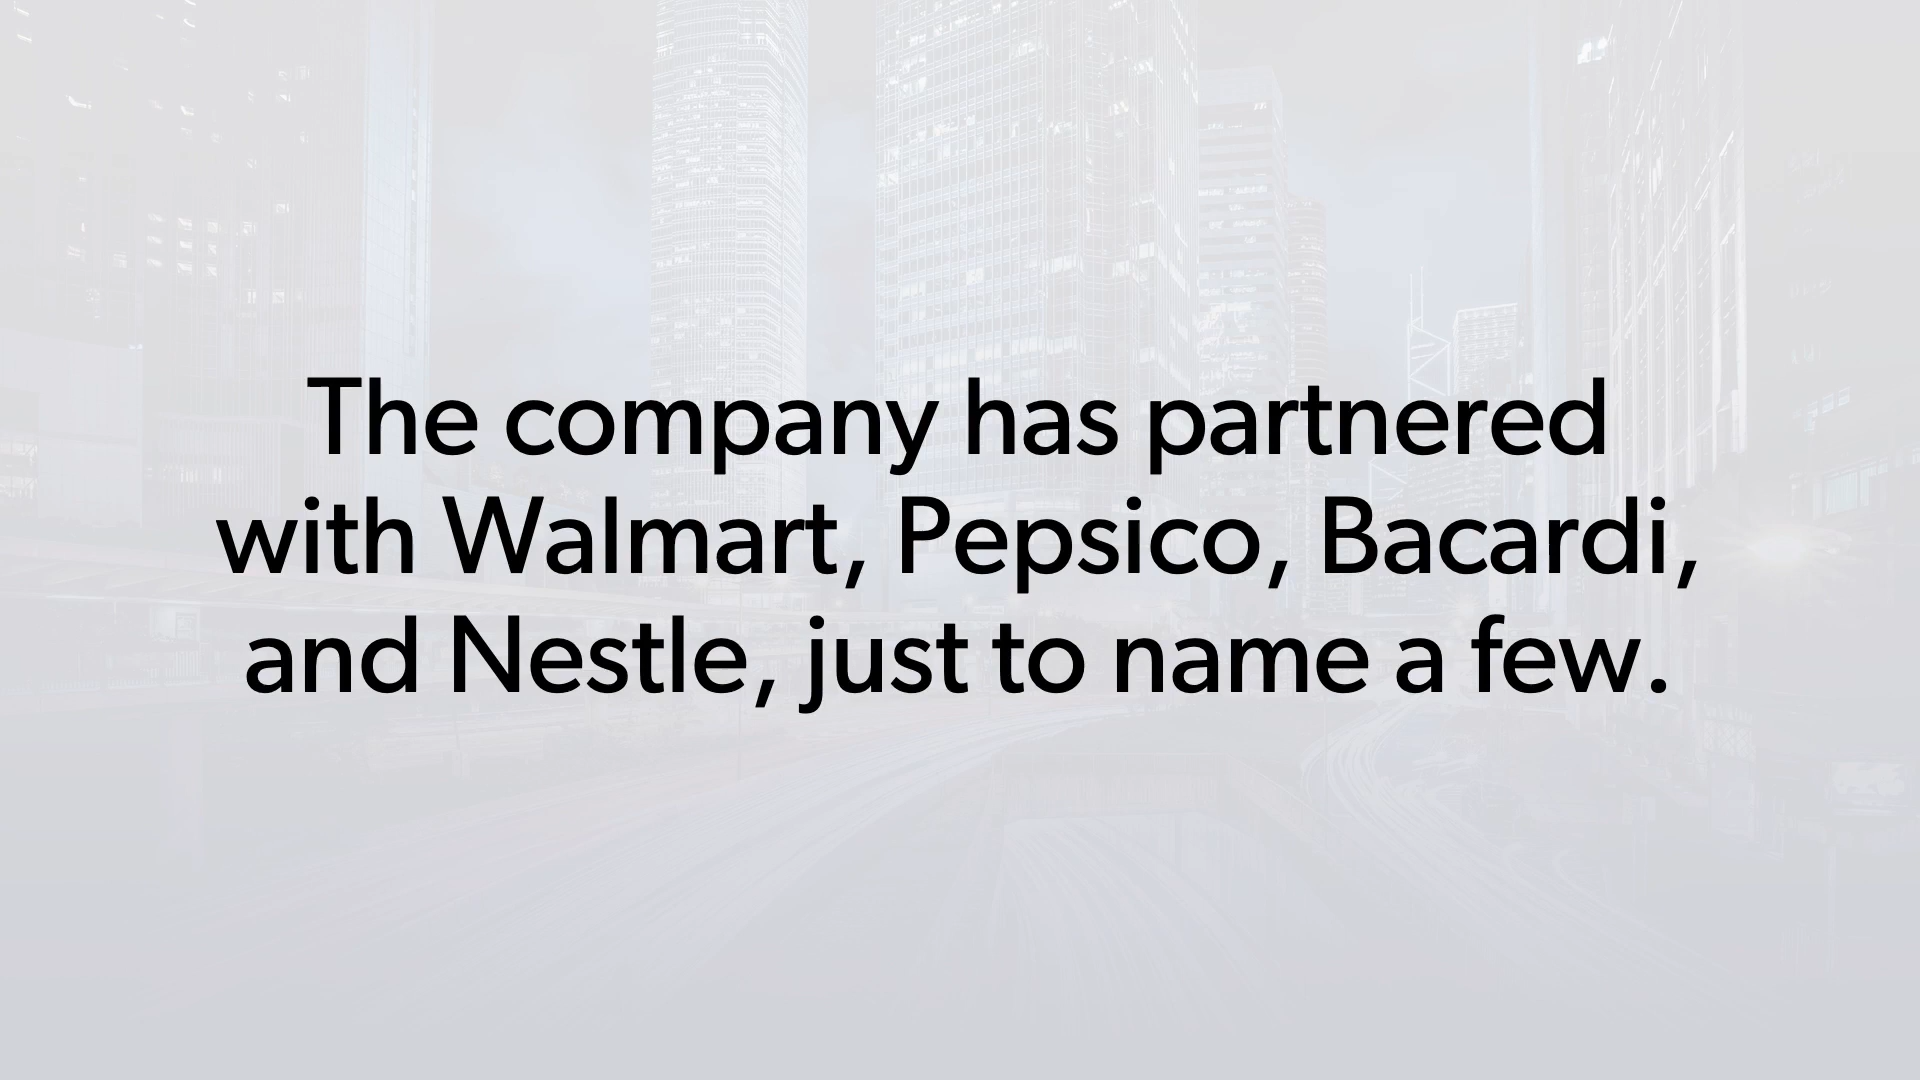 The company has partnered
with Walmart, Pepsico, Bacardi,
and Nestle, just to name a few.